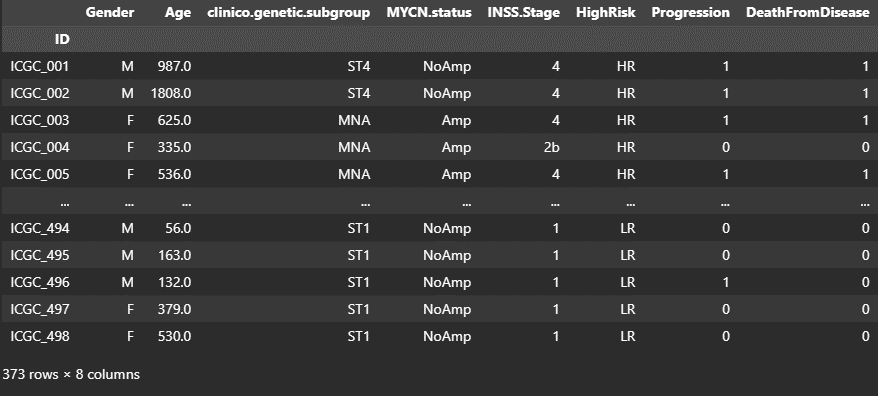 Gender Age clinico.genetic.subgroup MYCN.status INSS.Stage HighRisk Progression DeathFromDisease
ID
ICGC_001 M 987.0 ST4 NoAmp 4 HR 1 1
ICGC_002 M 1808.0 ST4 NoAmp 4 HR 1 1
ICGC_003 F 625.0 MNA Amp 4 HR 1 1
ICGC_004 F 335.0 MNA Amp 2b HR 0 0
ICGC_005 F 536.0 MNA Amp 4 HR 1 1
... ... ... ... ... ... ... ... ...
ICGC_494 M 56.0 ST1 NoAmp 1 LR 0 0
ICGC_495 M 163.0 ST1 NoAmp 1 LR 0 0
ICGC_496 M 132.0 ST1 NoAmp 1 LR 1 0
ICGC_497 F 379.0 ST1 NoAmp 1 LR 0 0
ICGC_498 F 530.0 ST1 NoAmp 1 LR 0 0
373 rows × 8 columns